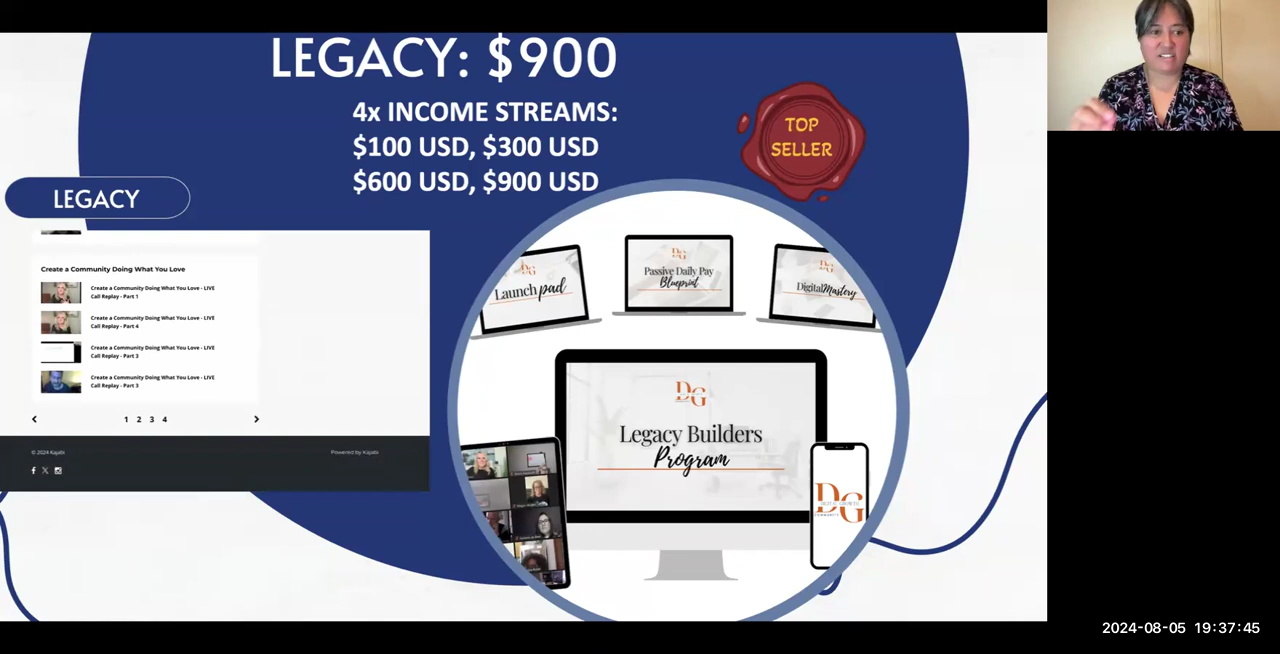 LEGACY: $900
4x INCOME STREAMS:
$100 USD, $300 USD
$600 USD, $900 USD
TOP
SELLER
LEGACY
Create a Community Doing What You Love
Create a Community Doing What You Love - LIVE
Call Replay - Part 1
Create a Community Doing What You Love - LIVE
Call Replay - Part 4
Create a Community Doing What You Love - LIVE
Call Replay - Part 3
Create a Community Doing What You Love - LIVE
Call Replay - Part 3
1 2 3 4
© 2024 Kajabi
Powered by Kajabi
DG
Launch pad
DG
Passive Daily Pay
Blueprint
DG
Digital Mastery
DG
Legacy Builders
Program
DG
DIGITAL GROWTH
COMMUNITY
2024-08-05 19:37:45